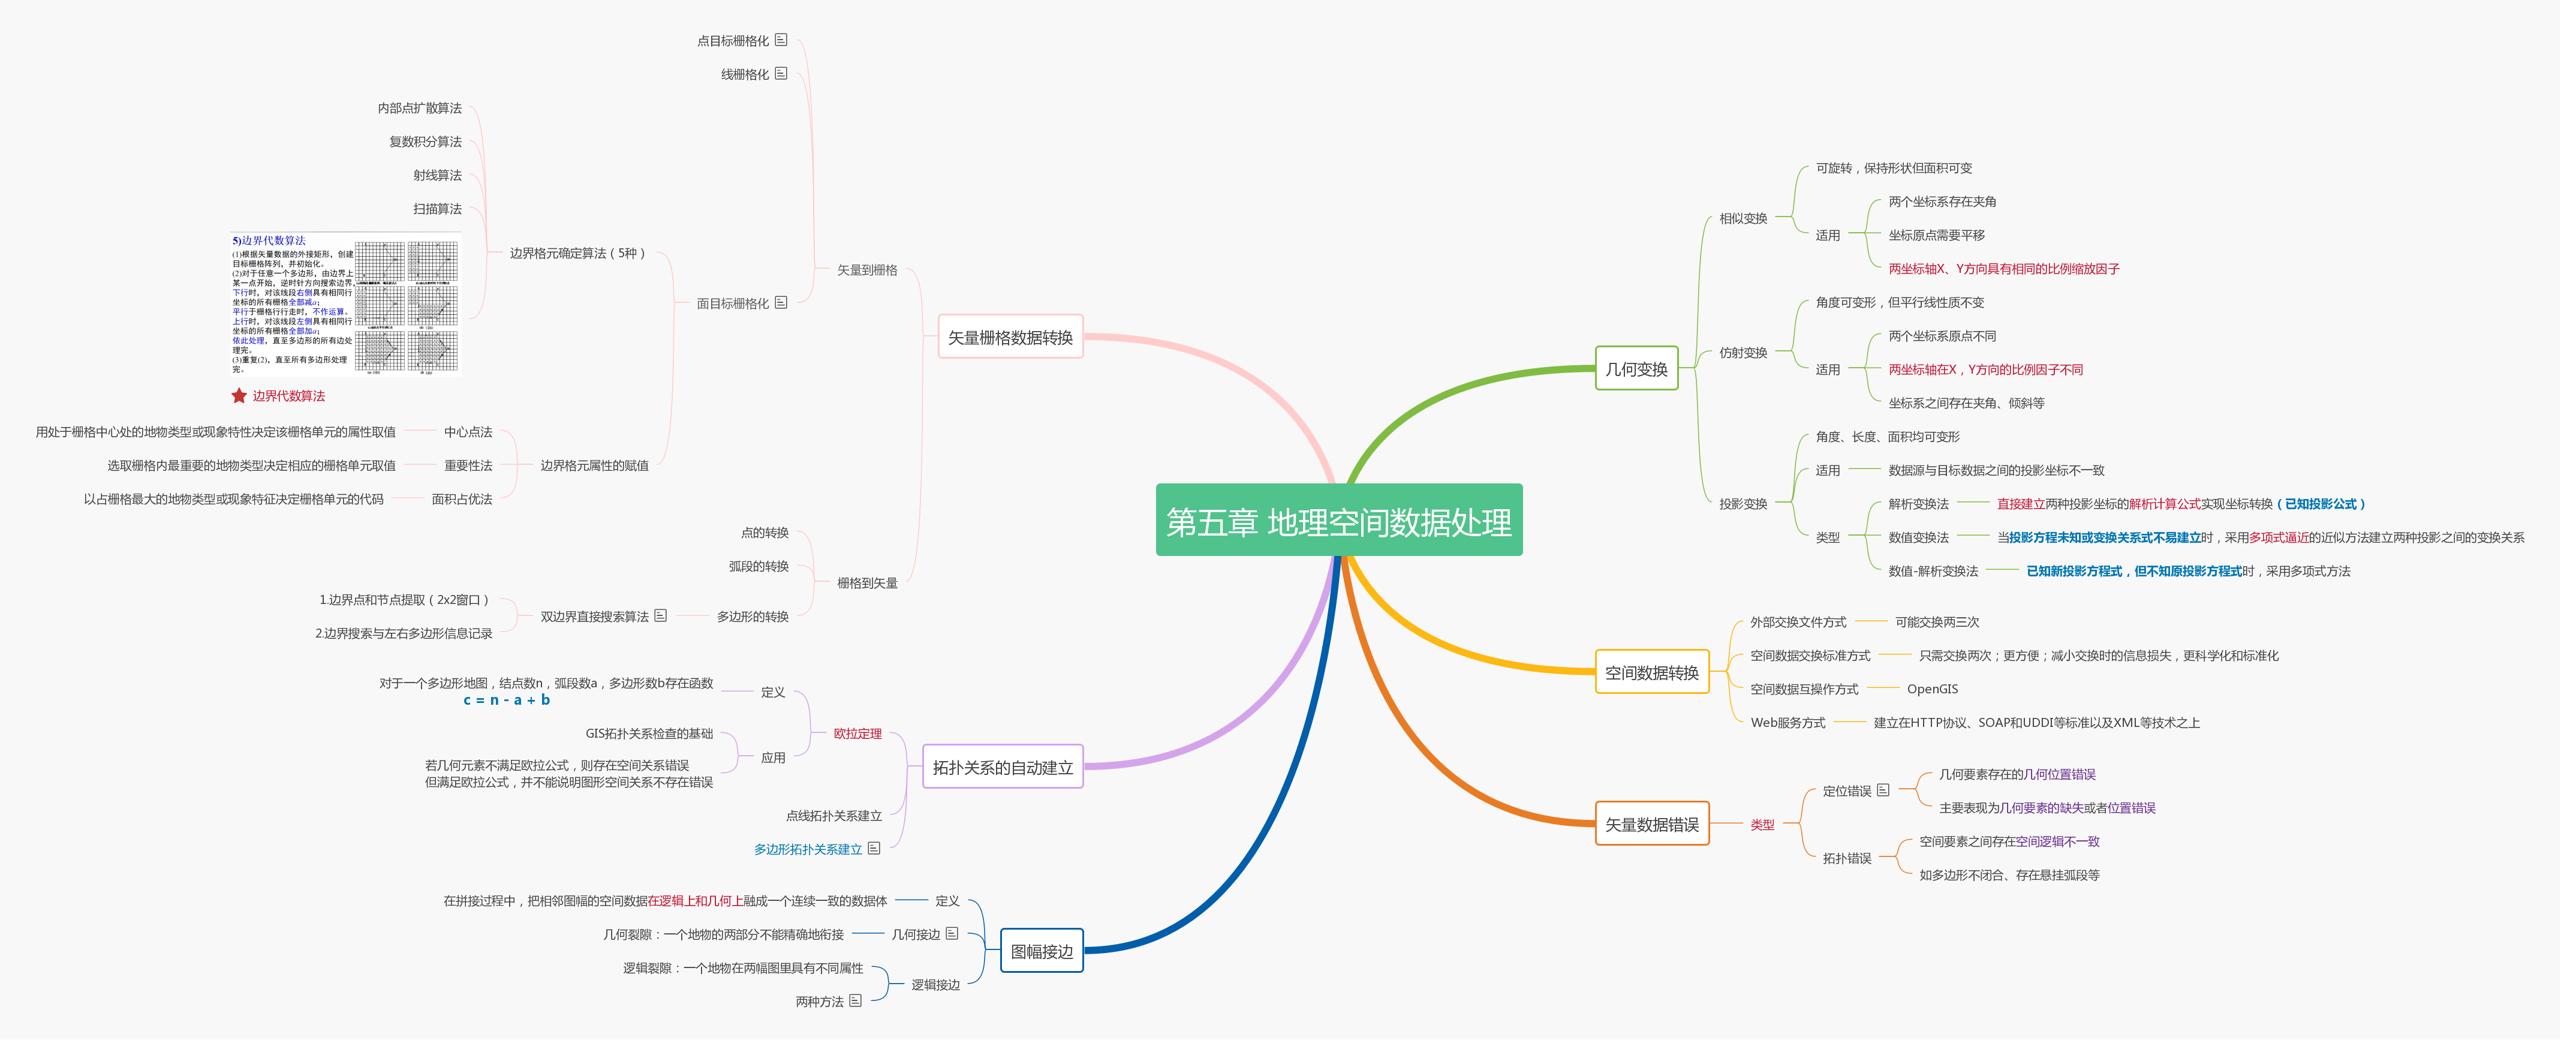 第五章 地理空间数据处理
几何变换
相似变换
可旋转，保持形状但面积可变
适用
两个坐标系存在夹角
坐标原点需要平移
两坐标轴X、Y方向具有相同的比例缩放因子
仿射变换
角度可变形，但平行线性质不变
适用
两个坐标系原点不同
两坐标轴在X，Y方向的比例因子不同
坐标系之间存在夹角、倾斜等
投影变换
角度、长度、面积均可变形
适用
数据源与目标数据之间的投影坐标不一致
类型
解析变换法
直接建立两种投影坐标的解析计算公式实现坐标转换（已知投影公式）
数值变换法
当投影方程未知或变换关系式不易建立时，采用多项式逼近的近似方法建立两种投影之间的变换关系
数值-解析变换法
已知新投影方程式，但不知原投影方程式时，采用多项式方法
空间数据转换
外部交换文件方式
可能交换两三次
空间数据交换标准方式
只需交换两次；更方便；减小交换时的信息损失，更科学化和标准化
空间数据互操作方式
OpenGIS
Web服务方式
建立在HTTP协议、SOAP和UDDI等标准以及XML等技术之上
矢量数据错误
类型
定位错误
几何要素存在的几何位置错误
主要表现为几何要素的缺失或者位置错误
拓扑错误
空间要素之间存在空间逻辑不一致
如多边形不闭合、存在悬挂弧段等
矢量栅格数据转换
矢量到栅格
点目标栅格化
线栅格化
面目标栅格化
边界格元确定算法（5种）
内部点扩散算法
复数积分算法
射线算法
扫描算法
5)边界代数算法
(1)根据矢量数据的外接矩形，创建
目标栅格阵列，并初始化。
(2)对于任意一个多边形，由边界上
某一点开始，逆时针方向搜索边界，
下行时，对该线段右侧具有相同行
坐标的所有栅格全部减a；
平行于栅格行行走时，不作运算。
上行时，对该线段左侧具有相同行
坐标的所有栅格全部加a；
依此处理，直至多边形的所有边处
理完。
(3)重复(2)，直至所有多边形处理
完。
边界代数算法
边界格元属性的赋值
中心点法
用处于栅格中心处的地物类型或现象特性决定该栅格单元的属性取值
重要性法
选取栅格内最重要的地物类型决定相应的栅格单元取值
面积占优法
以占栅格最大的地物类型或现象特征决定栅格单元的代码
栅格到矢量
点的转换
弧段的转换
多边形的转换
双边界直接搜索算法
1.边界点和节点提取（2x2窗口）
2.边界搜索与左右多边形信息记录
拓扑关系的自动建立
欧拉定理
定义
对于一个多边形地图，结点数n，弧段数a，多边形数b存在函数
c = n - a + b
应用
GIS拓扑关系检查的基础
若几何元素不满足欧拉公式，则存在空间关系错误
但满足欧拉公式，并不能说明图形空间关系不存在错误
点线拓扑关系建立
多边形拓扑关系建立
图幅接边
定义
在拼接过程中，把相邻图幅的空间数据在逻辑上和几何上融成一个连续一致的数据体
几何接边
几何裂隙：一个地物的两部分不能精确地衔接
逻辑接边
逻辑裂隙：一个地物在两幅图里具有不同属性
两种方法